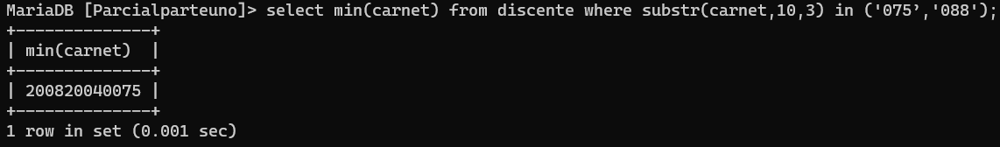 MariaDB [Parcialparteuno]> select min(carnet) from discente where substr(carnet,10,3) in ('075’,'088');
+--------------+
| min(carnet)  |
+--------------+
| 200820040075 |
+--------------+
1 row in set (0.001 sec)